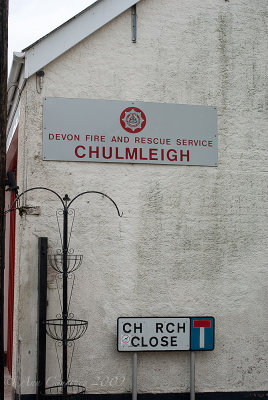 DEVON FIRE AND RESCUE SERVICE
CHULMLEIGH
CH RCH
CLOSE